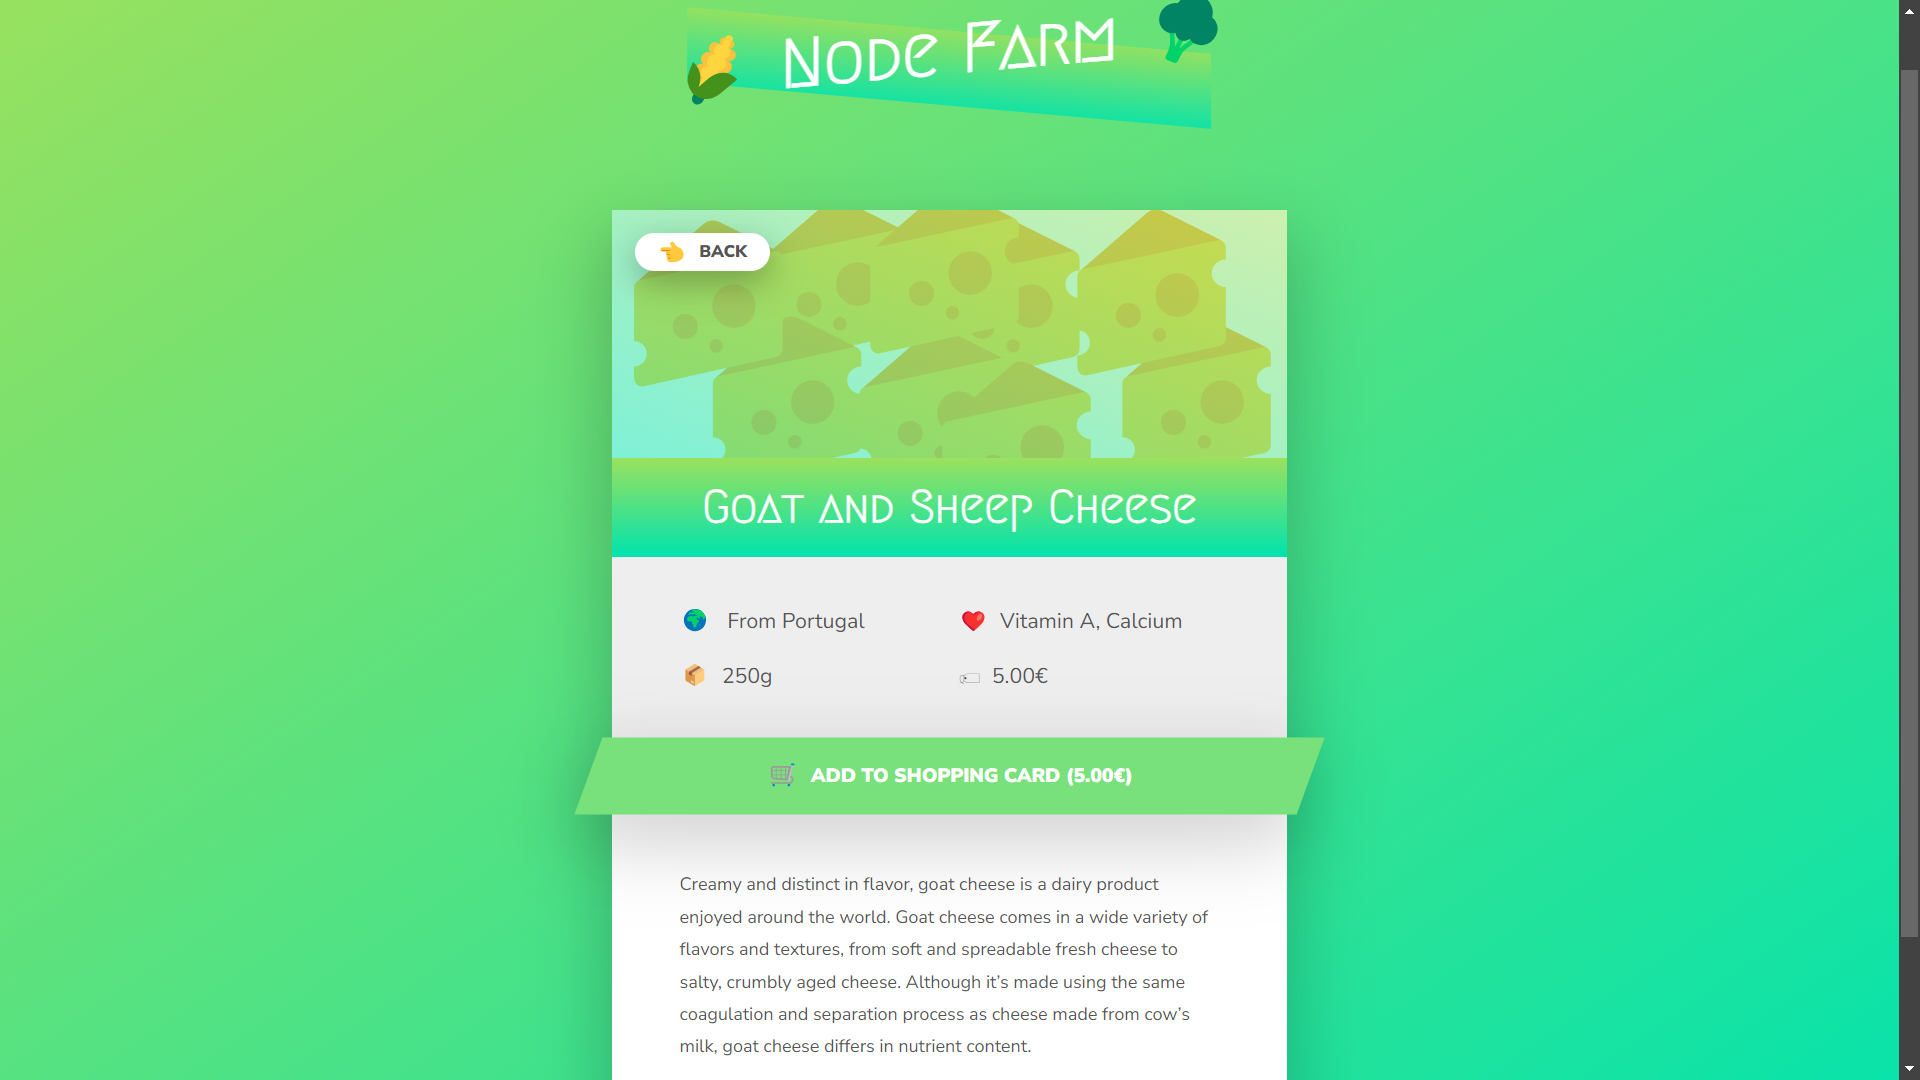 Node Farm
BACK
Goat and Sheep Cheese
From Portugal
Vitamin A, Calcium
250g
5.00€
ADD TO SHOPPING CARD (5.00€)
Creamy and distinct in flavor, goat cheese is a dairy product
enjoyed around the world. Goat cheese comes in a wide variety of
flavors and textures, from soft and spreadable fresh cheese to
salty, crumbly aged cheese. Although it’s made using the same
coagulation and separation process as cheese made from cow’s
milk, goat cheese differs in nutrient content.